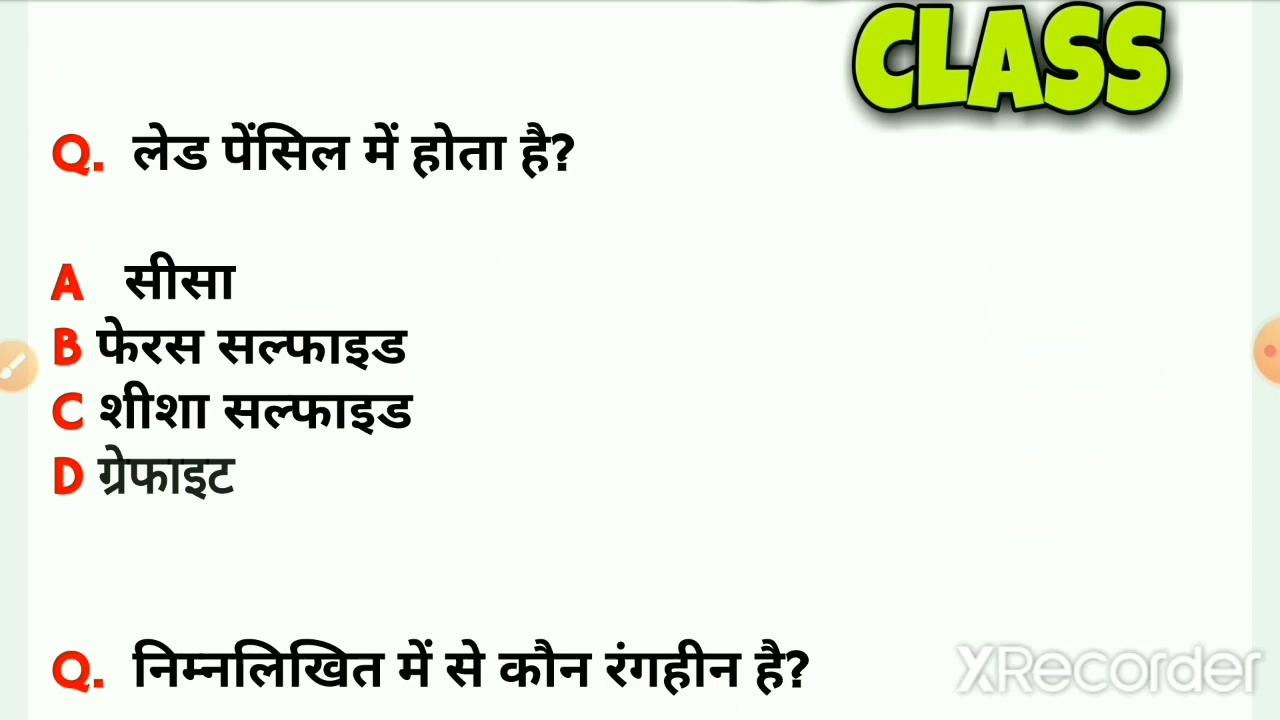 CLASS
Q. लेड पेंसिल में होता है?
A सीसा
B फेरस सल्फाइड
C शीशा सल्फाइड
D ग्रेफाइट
Q. निम्नलिखित में से कौन रंगहीन है?
XRecorder